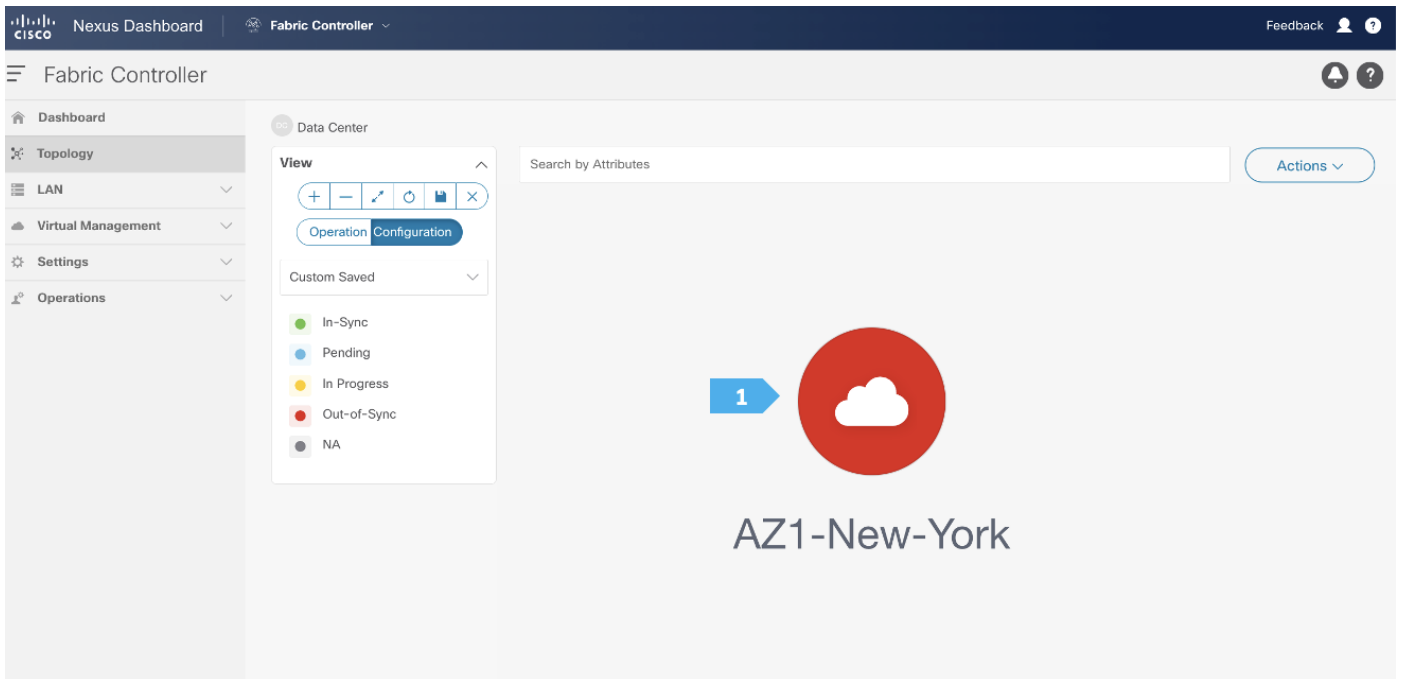 cisco Nexus Dashboard Fabric Controller Feedback ?
Fabric Controller ?
Dashboard
Topology
LAN
Virtual Management
Settings
Operations
DC Data Center
View
Operation Configuration
Custom Saved
In-Sync
Pending
In Progress
Out-of-Sync
NA
Search by Attributes
Actions
1
AZ1-New-York